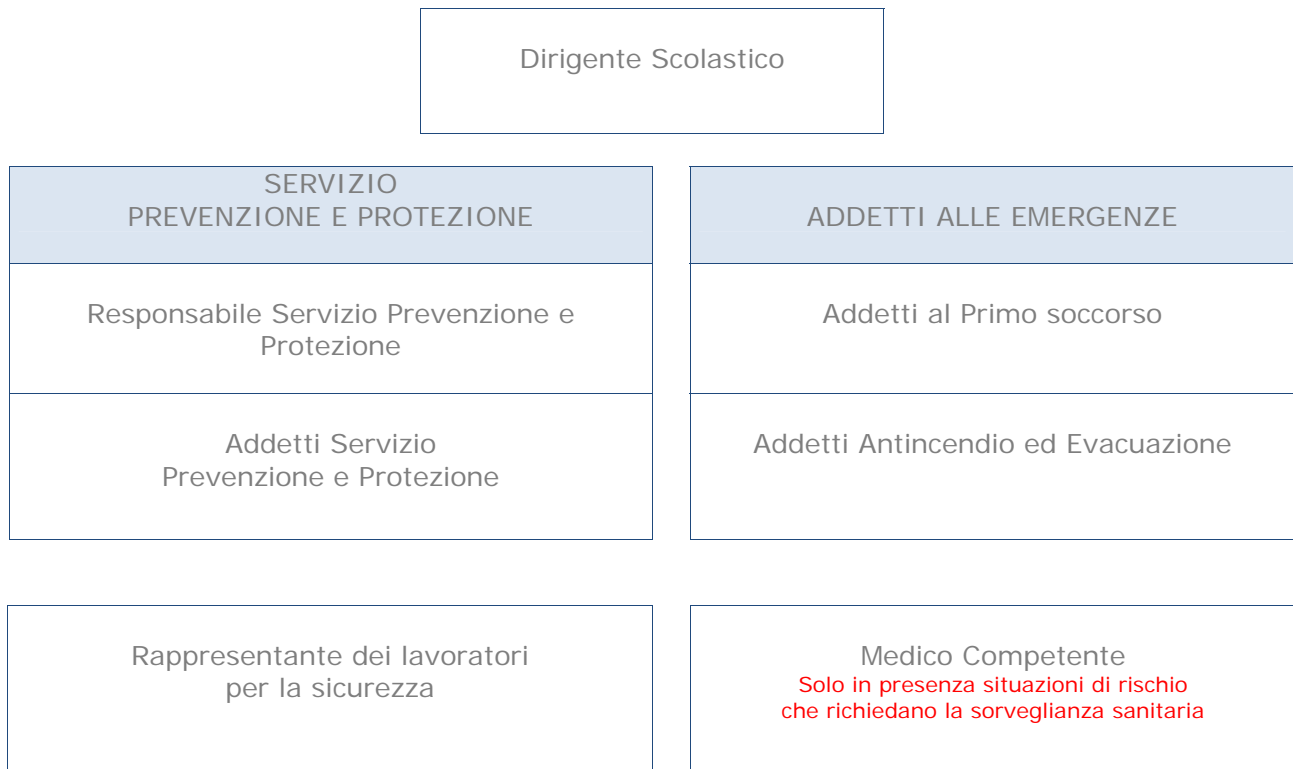 Dirigente Scolastico
SERVIZIO
PREVENZIONE E PROTEZIONE
Responsabile Servizio Prevenzione e
Protezione
Addetti Servizio
Prevenzione e Protezione
ADDETTI ALLE EMERGENZE
Addetti al Primo soccorso
Addetti Antincendio ed Evacuazione
Rappresentante dei lavoratori
per la sicurezza
Medico Competente
Solo in presenza situazioni di rischio
che richiedano la sorveglianza sanitaria